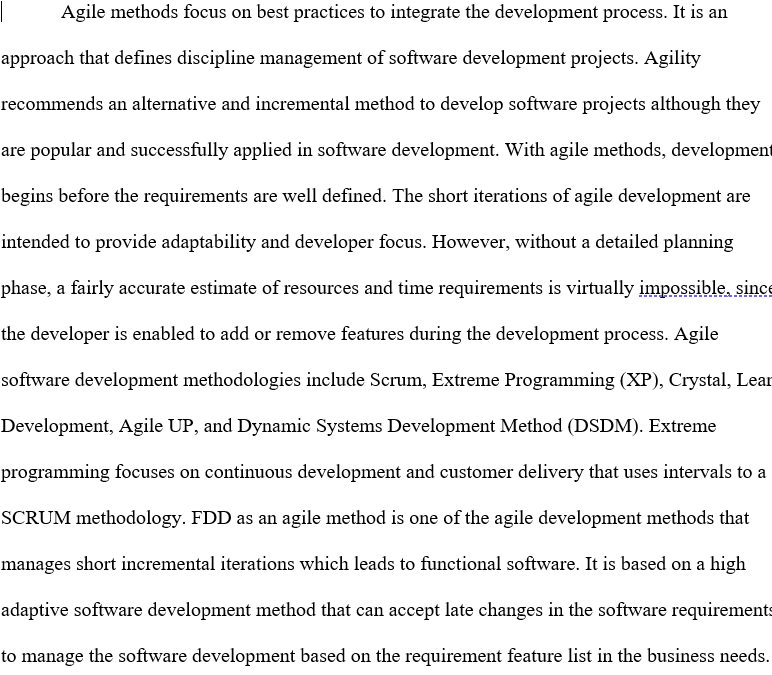 Agile methods focus on best practices to integrate the development process. It is an
approach that defines discipline management of software development projects. Agility
recommends an alternative and incremental method to develop software projects although they
are popular and successfully applied in software development. With agile methods, development
begins before the requirements are well defined. The short iterations of agile development are
intended to provide adaptability and developer focus. However, without a detailed planning
phase, a fairly accurate estimate of resources and time requirements is virtually impossible, since
the developer is enabled to add or remove features during the development process. Agile
software development methodologies include Scrum, Extreme Programming (XP), Crystal, Lean
Development, Agile UP, and Dynamic Systems Development Method (DSDM). Extreme
programming focuses on continuous development and customer delivery that uses intervals to a
SCRUM methodology. FDD as an agile method is one of the agile development methods that
manages short incremental iterations which leads to functional software. It is based on a high
adaptive software development method that can accept late changes in the software requirements
to manage the software development based on the requirement feature list in the business needs.